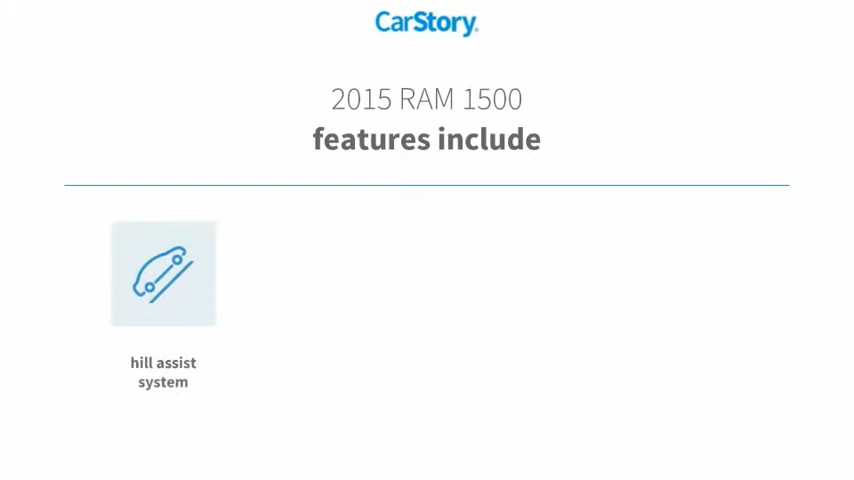 CarStory
2015 RAM 1500
features include
hill assist
system